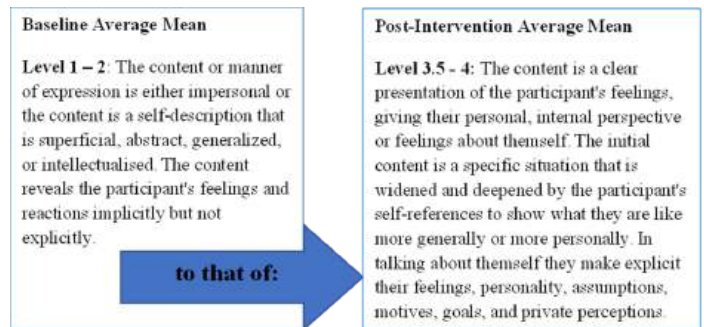 Baseline Average Mean
Level 1 – 2: The content or manner
of expression is either impersonal or
the content is a self-description that
is superficial, abstract, generalized,
or intellectualised. The content
reveals the participant's feelings and
reactions implicitly but not
explicitly.
to that of:
Post-Intervention Average Mean
Level 3.5 - 4: The content is a clear
presentation of the participant's feelings,
giving their personal, internal perspective
or feelings about themself. The initial
content is a specific situation that is
widened and deepened by the participant's
self-references to show what they are like
more generally or more personally. In
talking about themself they make explicit
their feelings, personality, assumptions,
motives, goals, and private perceptions.